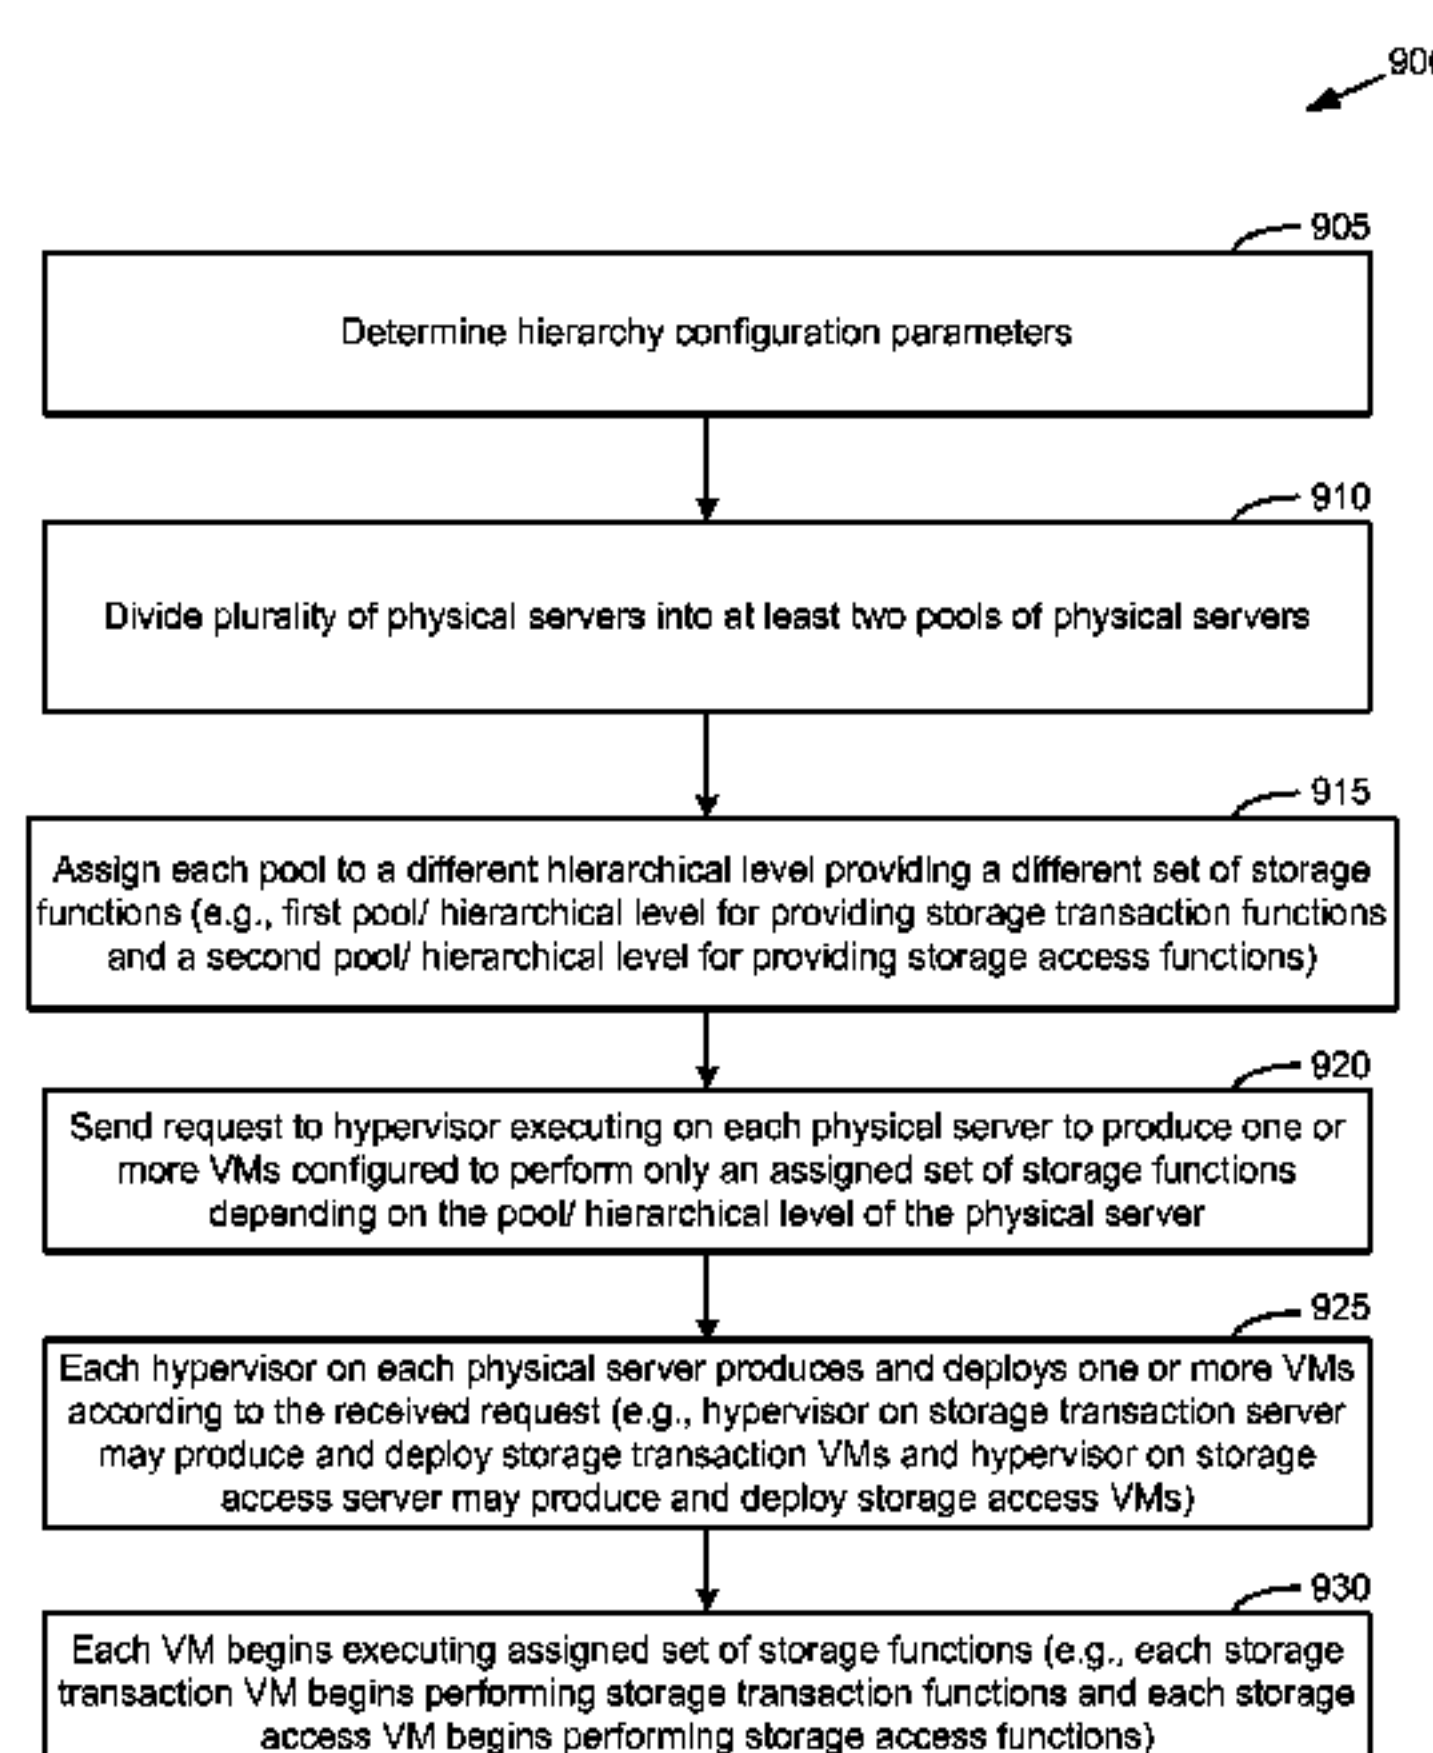 905
Determine hierarchy configuration parameters
910
Divide plurality of physical servers into at least two pools of physical servers
915
Assign each pool to a different hierarchical level providing a different set of storage
functions (e.g., first pool/ hierarchical level for providing storage transaction functions
and a second pool/ hierarchical level for providing storage access functions)
920
Send request to hypervisor executing on each physical server to produce one or
more VMs configured to perform only an assigned set of storage functions
depending on the pool/ hierarchical level of the physical server
925
Each hypervisor on each physical server produces and deploys one or more VMs
according to the received request (e.g., hypervisor on storage transaction server
may produce and deploy storage transaction VMs and hypervisor on storage
access server may produce and deploy storage access VMs)
930
Each VM begins executing assigned set of storage functions (e.g., each storage
transaction VM begins performing storage transaction functions and each storage
access VM begins performing storage access functions)